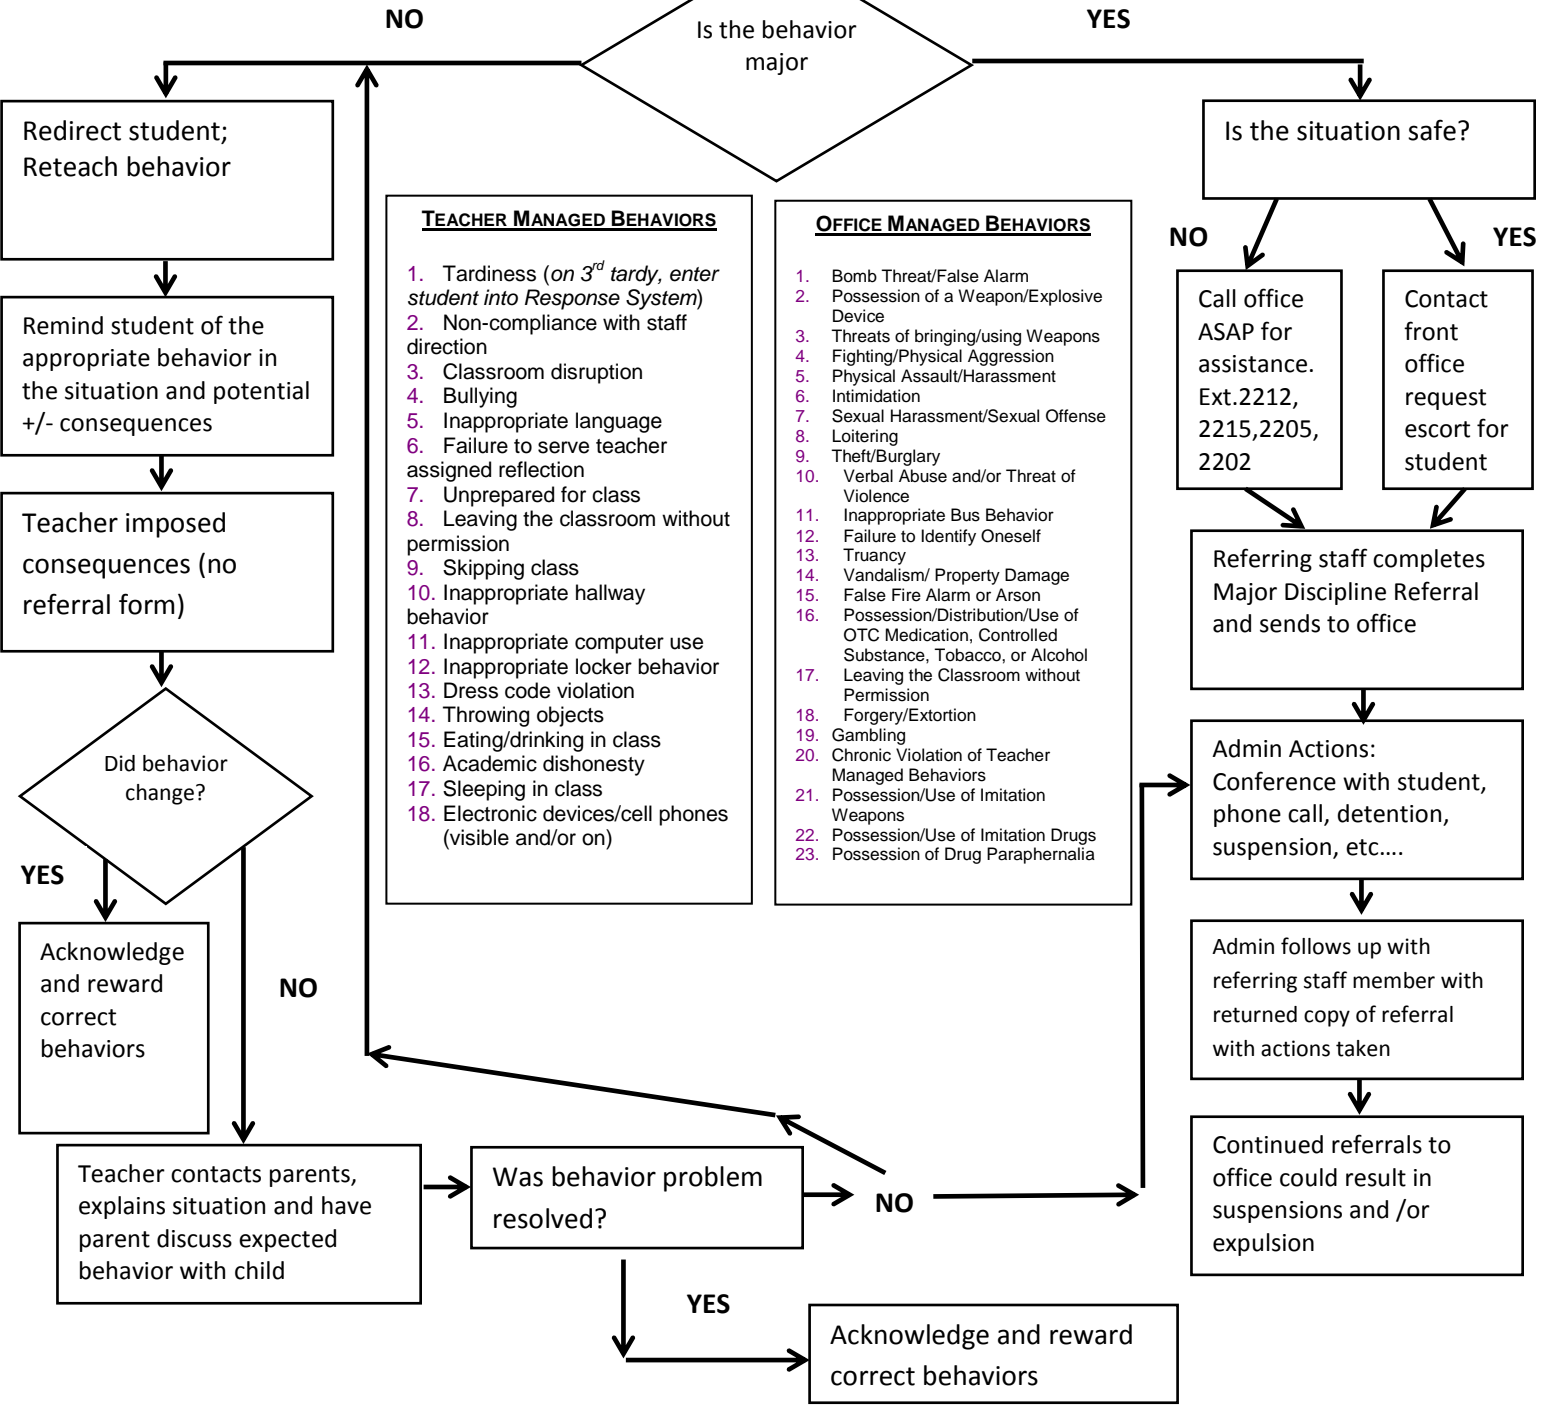 NO
Is the behavior
major
YES
Redirect student;
Reteach behavior
Remind student of the
appropriate behavior in
the situation and potential
+/- consequences
Teacher imposed
consequences (no
referral form)
Did behavior
change?
YES
Acknowledge
and reward
correct
behaviors
NO
Teacher contacts parents,
explains situation and have
parent discuss expected
behavior with child
TEACHER MANAGED BEHAVIORS
1. Tardiness (on 3rd tardy, enter
student into Response System)
2. Non-compliance with staff
direction
3. Classroom disruption
4. Bullying
5. Inappropriate language
6. Failure to serve teacher
assigned reflection
7. Unprepared for class
8. Leaving the classroom without
permission
9. Skipping class
10. Inappropriate hallway
behavior
11. Inappropriate computer use
12. Inappropriate locker behavior
13. Dress code violation
14. Throwing objects
15. Eating/drinking in class
16. Academic dishonesty
17. Sleeping in class
18. Electronic devices/cell phones
(visible and/or on)
OFFICE MANAGED BEHAVIORS
1. Bomb Threat/False Alarm
2. Possession of a Weapon/Explosive
Device
3. Threats of bringing/using Weapons
4. Fighting/Physical Aggression
5. Physical Assault/Harassment
6. Intimidation
7. Sexual Harassment/Sexual Offense
8. Loitering
9. Theft/Burglary
10. Verbal Abuse and/or Threat of
Violence
11. Inappropriate Bus Behavior
12. Failure to Identify Oneself
13. Truancy
14. Vandalism/ Property Damage
15. False Fire Alarm or Arson
16. Possession/Distribution/Use of
OTC Medication, Controlled
Substance, Tobacco, or Alcohol
17. Leaving the Classroom without
Permission
18. Forgery/Extortion
19. Gambling
20. Chronic Violation of Teacher
Managed Behaviors
21. Possession/Use of Imitation
Weapons
22. Possession/Use of Imitation Drugs
23. Possession of Drug Paraphernalia
Is the situation safe?
NO
YES
Call office
ASAP for
assistance.
Ext.2212,
2215,2205,
2202
Contact
front
office
request
escort for
student
Referring staff completes
Major Discipline Referral
and sends to office
Admin Actions:
Conference with student,
phone call, detention,
suspension, etc….
Admin follows up with
referring staff member with
returned copy of referral
with actions taken
Continued referrals to
office could result in
suspensions and /or
expulsion
Was behavior problem
resolved?
NO
YES
Acknowledge and reward
correct behaviors